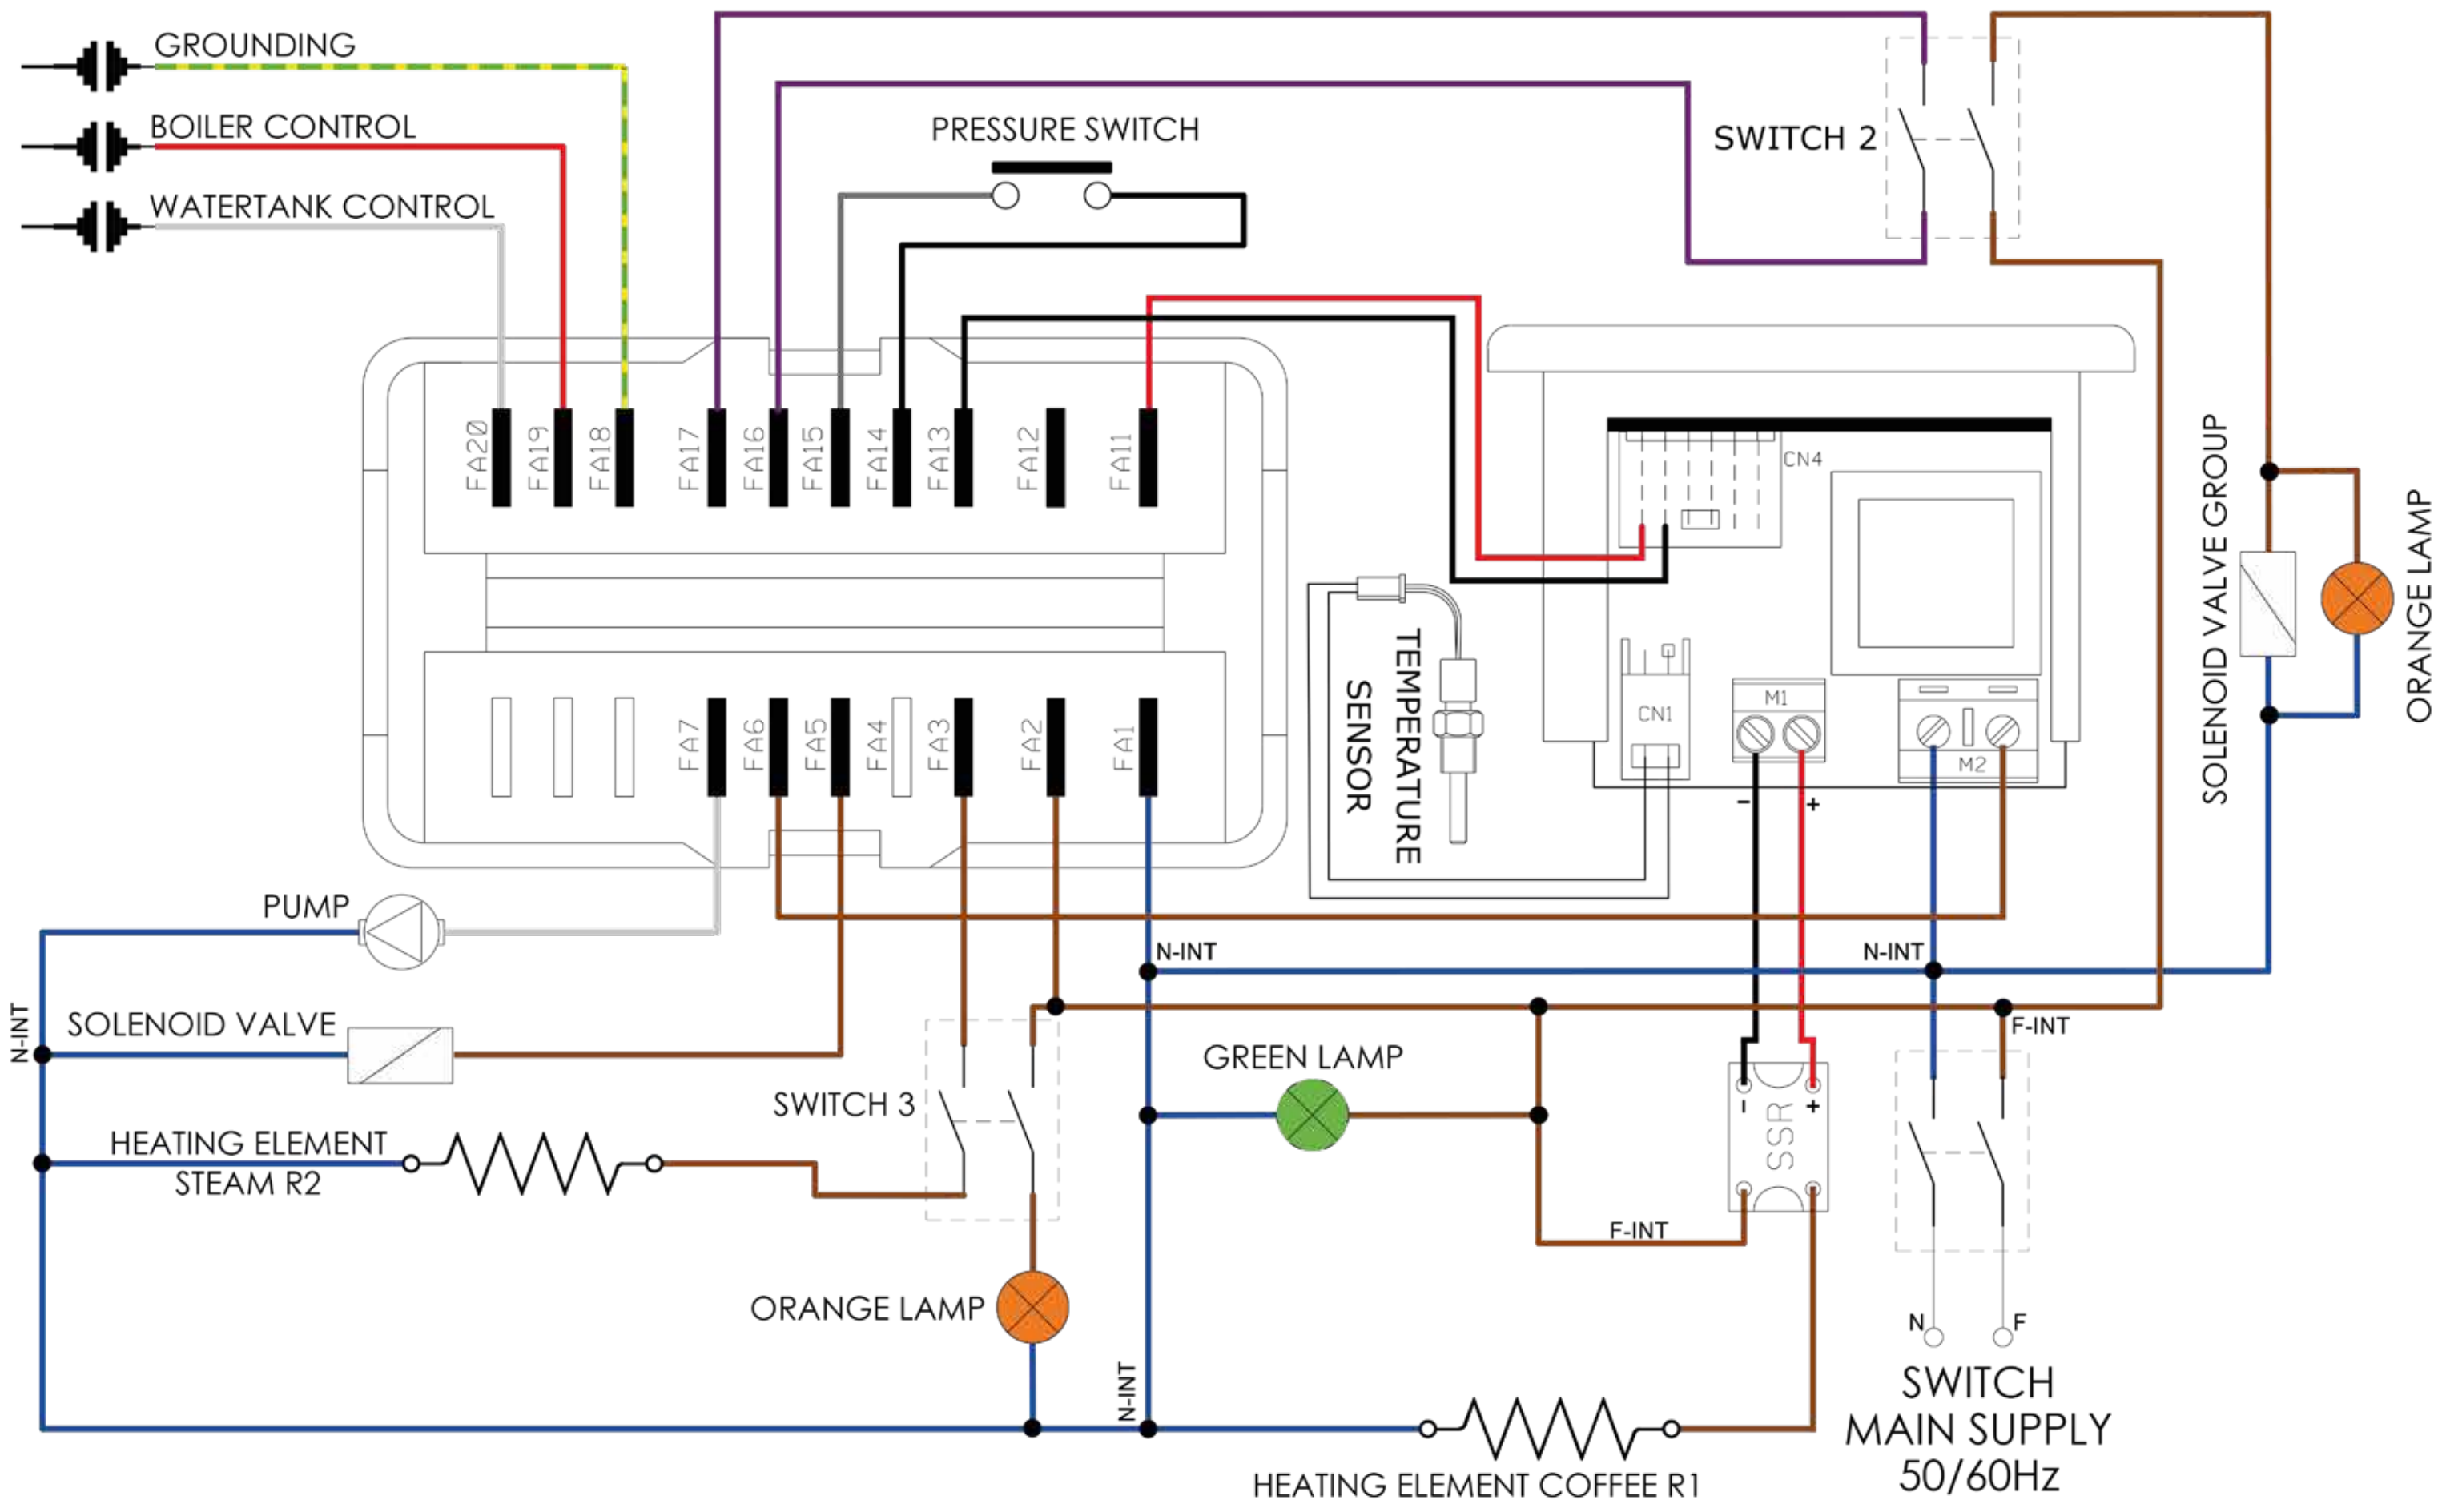 GROUNDING
BOILER CONTROL
WATERTANK CONTROL
PRESSURE SWITCH
SWITCH 2
FA20
FA19
FA18
FA17
FA16
FA15
FA14
FA13
FA12
FA11
CN4
SOLENOID VALVE GROUP
ORANGE LAMP
TEMPERATURE
SENSOR
FA7
FA6
FA5
FA4
FA3
FA2
FA1
CN1
M1
M2
-
+
PUMP
N-INT
N-INT
N-INT
SOLENOID VALVE
F-INT
GREEN LAMP
SWITCH 3
- +
SSR
HEATING ELEMENT
STEAM R2
F-INT
ORANGE LAMP
N-INT
N
F
SWITCH
MAIN SUPPLY
50/60Hz
HEATING ELEMENT COFFEE R1